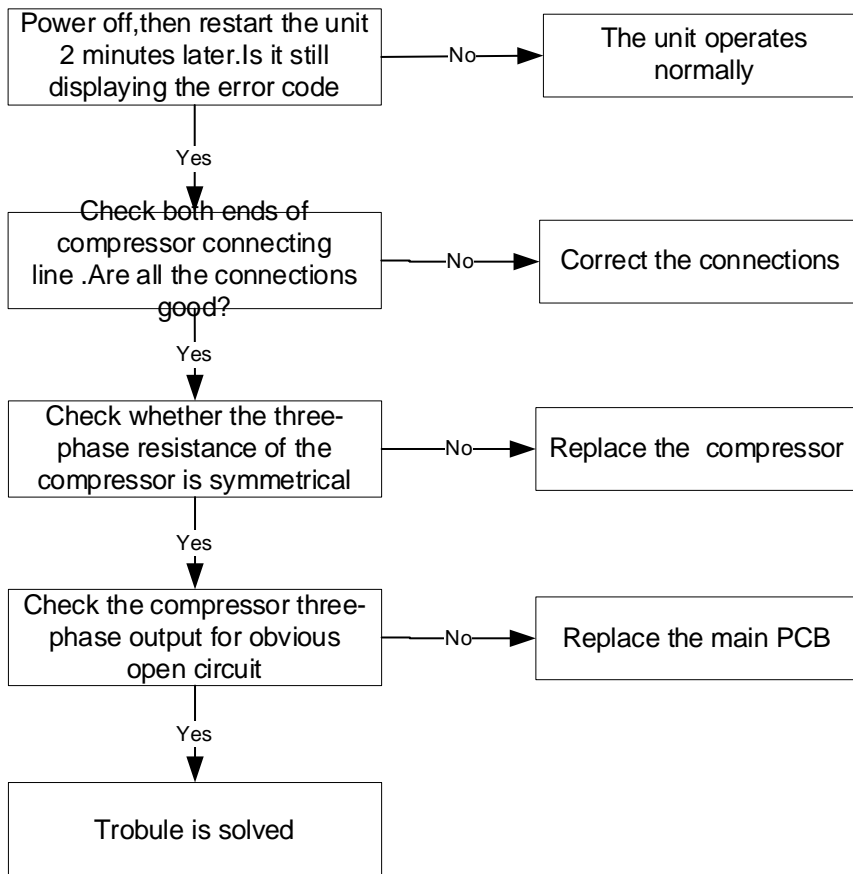 Power off,then restart the unit
2 minutes later.Is it still
displaying the error code
No
The unit operates
normally
Yes
Check both ends of
compressor connecting
line .Are all the connections
good?
No
Correct the connections
Yes
Check whether the three-
phase resistance of the
compressor is symmetrical
No
Replace the  compressor
Yes
Check the compressor three-
phase output for obvious
open circuit
No
Replace the main PCB
Yes
Trobule is solved